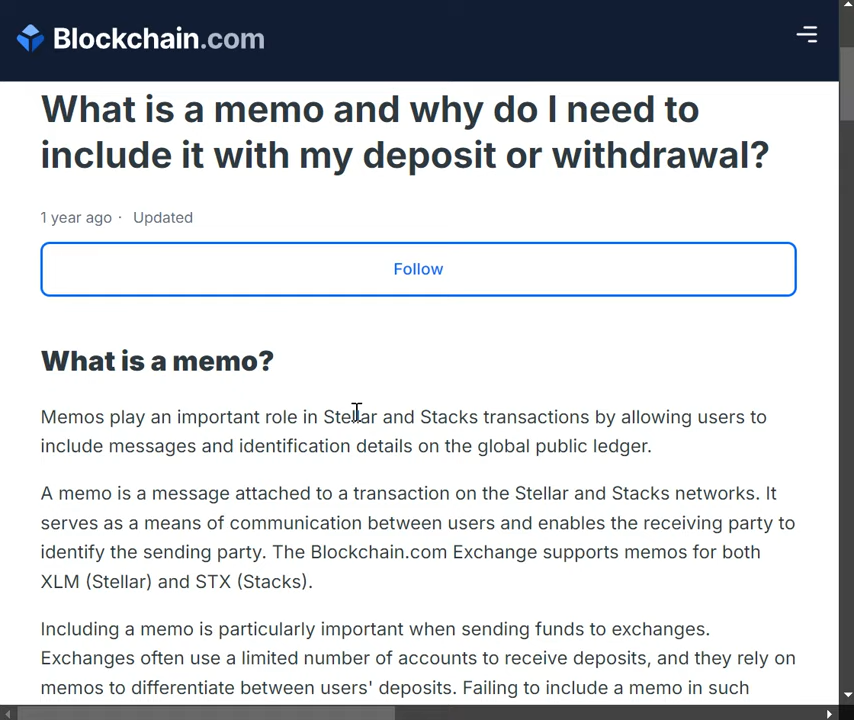 Blockchain.com
What is a memo and why do I need to
include it with my deposit or withdrawal?
1 year ago · Updated
Follow
What is a memo?
Memos play an important role in Stellar and Stacks transactions by allowing users to
include messages and identification details on the global public ledger.
A memo is a message attached to a transaction on the Stellar and Stacks networks. It
serves as a means of communication between users and enables the receiving party to
identify the sending party. The Blockchain.com Exchange supports memos for both
XLM (Stellar) and STX (Stacks).
Including a memo is particularly important when sending funds to exchanges.
Exchanges often use a limited number of accounts to receive deposits, and they rely on
memos to differentiate between users' deposits. Failing to include a memo in such